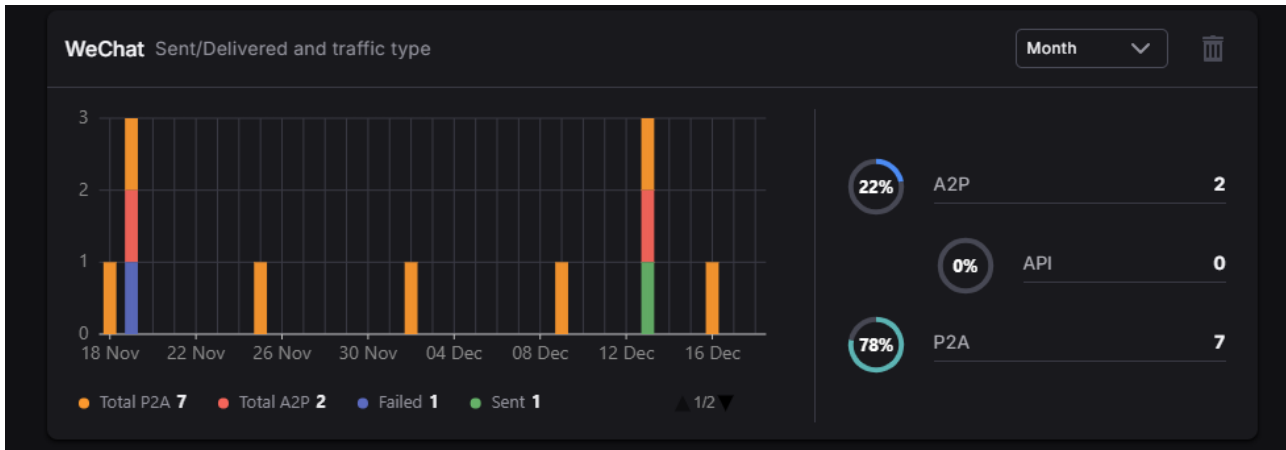 WeChat Sent/Delivered and traffic type
Month
3
2
1
0
18 Nov 22 Nov 26 Nov 30 Nov 04 Dec 08 Dec 12 Dec 16 Dec
Total P2A 7 Total A2P 2 Failed 1 Sent 1 1/2
22% A2P 2
0% API 0
78% P2A 7